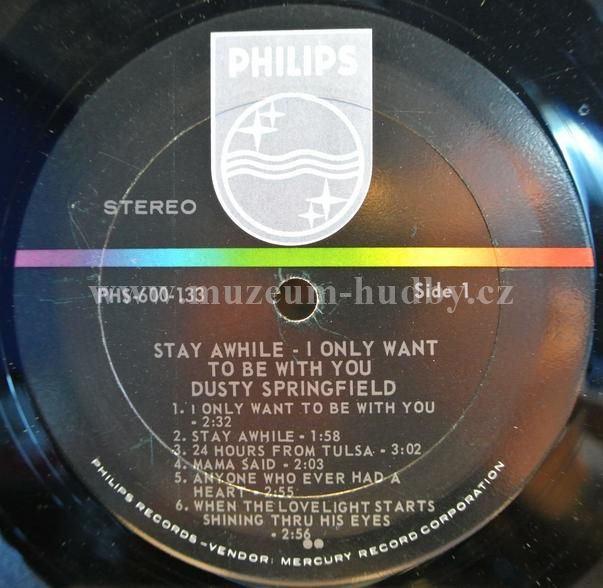 PHILIPS
STEREO
PHS-600-133
Side 1
www.muzeum-hudby.cz
STAY AWHILE - I ONLY WANT
TO BE WITH YOU
DUSTY SPRINGFIELD
1. I ONLY WANT TO BE WITH YOU
- 2:32
2. STAY AWHILE - 1:58
3. 24 HOURS FROM TULSA - 3:02
4. MAMA SAID - 2:03
5. ANYONE WHO EVER HAD A
HEART - 2:55
6. WHEN THE LOVELIGHT STARTS
SHINING THRU HIS EYES
- 2:56
PHILIPS RECORDS - VENDOR: MERCURY RECORD CORPORATION